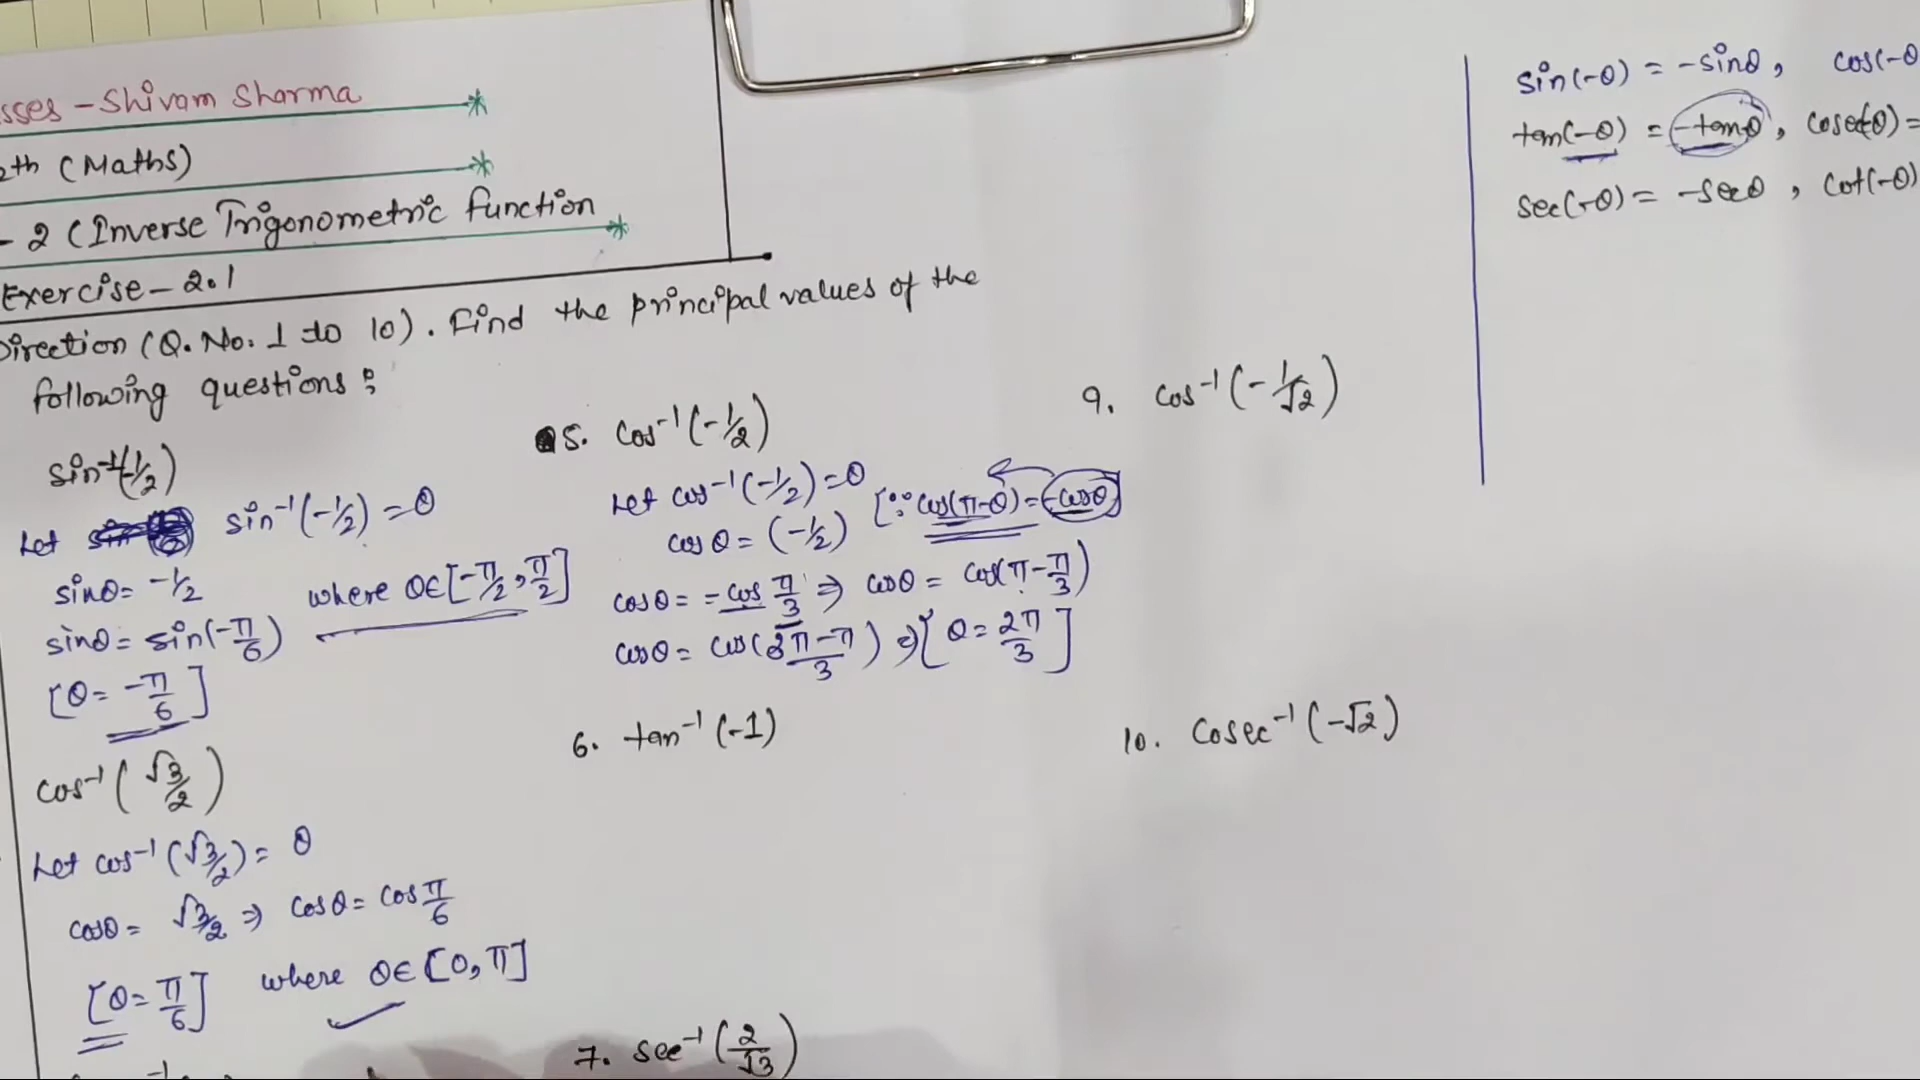 sses - Shivam Sharma
2th (Maths)
- 2 (Inverse Trigonometric function
Exercise - 2.1
Direction (Q. No. 1 to 10). Find the principal values of the
following questions :
sin⁻¹(-1/2)
Let sin⁻¹(-1/2) = θ
sinθ = -1/2 where θ∈[-π/2, π/2]
sinθ = sin(-π/6)
[θ = -π/6]
cos⁻¹(√3/2)
Let cos⁻¹(√3/2) = θ
cosθ = √3/2 ⇒ cosθ = cos π/6
[θ = π/6] where θ∈[0, π]
5. cos⁻¹(-1/2)
Let cos⁻¹(-1/2) = θ [∵ cos(π-θ) = -cosθ]
cosθ = (-1/2)
cosθ = -cos π/3 ⇒ cosθ = cos(π - π/3)
cosθ = cos(3π-π/3) ⇒ [θ = 2π/3]
6. tan⁻¹(-1)
7. sec⁻¹(2/√3)
9. cos⁻¹(-1/√2)
10. cosec⁻¹(-√2)
sin(-θ) = -sinθ, cos(-θ
tan(-θ) = -tanθ, cosec(-θ) =
sec(-θ) = -secθ, cot(-θ)